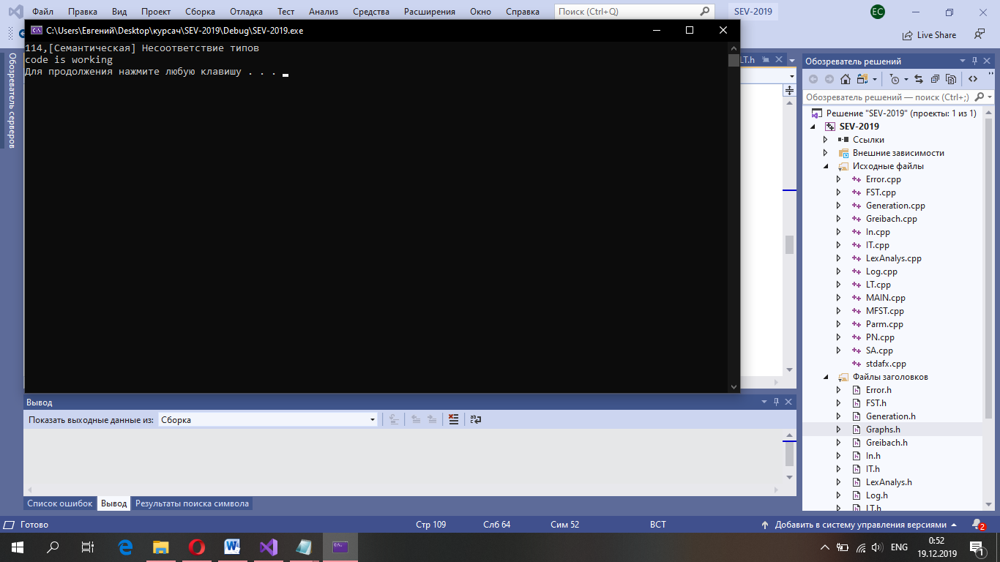 Файл Правка Вид Проект Сборка Отладка Тест Анализ Средства Расширения Окно Справка Поиск (Ctrl+Q) SEV-2019 EC
Live Share
C:\Users\Евгений\Desktop\курсач\SEV-2019\Debug\SEV-2019.exe
114,[Семантическая] Несоответствие типов
code is working
Для продолжения нажмите любую клавишу . . .
Обозреватель серверов
LT.h
Обозреватель решений
Обозреватель решений — поиск (Ctrl+;)
Решение "SEV-2019" (проекты: 1 из 1)
SEV-2019
Ссылки
Внешние зависимости
Исходные файлы
Error.cpp
FST.cpp
Generation.cpp
Greibach.cpp
In.cpp
IT.cpp
LexAnalys.cpp
Log.cpp
LT.cpp
MAIN.cpp
MFST.cpp
Parm.cpp
PN.cpp
SA.cpp
stdafx.cpp
Файлы заголовков
Error.h
FST.h
Generation.h
Graphs.h
Greibach.h
In.h
IT.h
LexAnalys.h
Log.h
LT.h
Вывод
Показать выходные данные из: Сборка
Список ошибок Вывод Результаты поиска символа
Готово Стр 109 Слб 64 Сим 52 ВСТ Добавить в систему управления версиями 2
ENG 0:52
19.12.2019 1